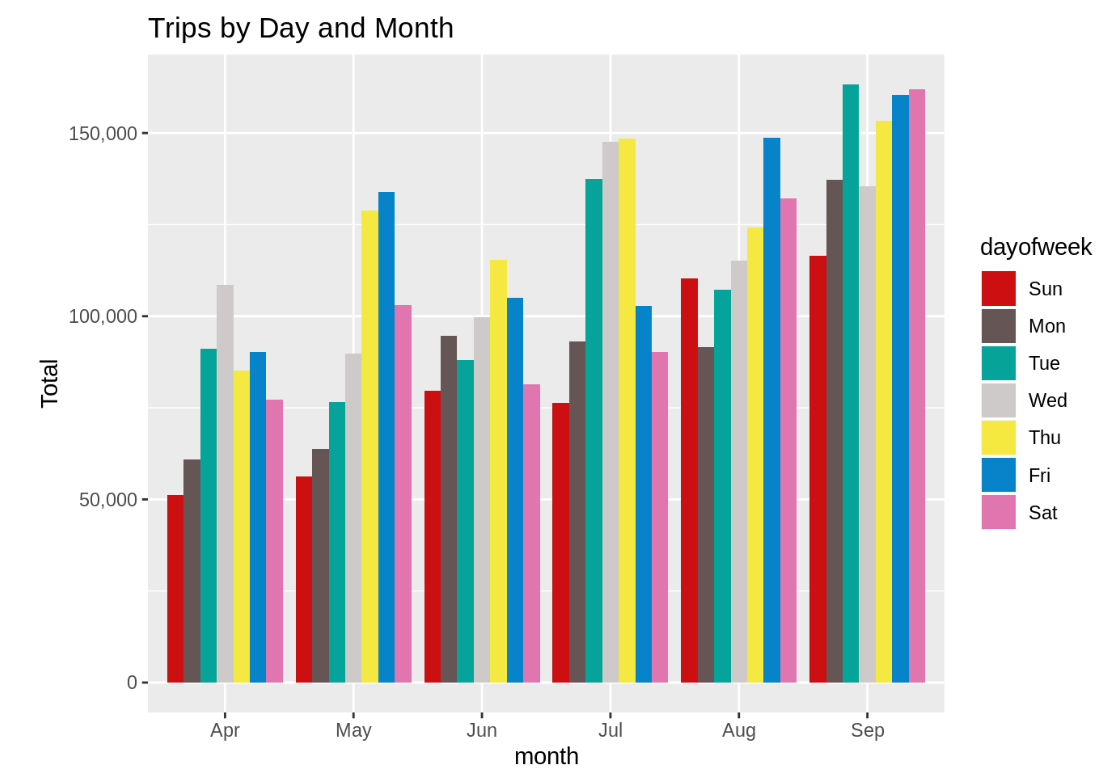 Trips by Day and Month
150,000
100,000
50,000
0
Total
Apr May Jun Jul Aug Sep
month
dayofweek
Sun
Mon
Tue
Wed
Thu
Fri
Sat